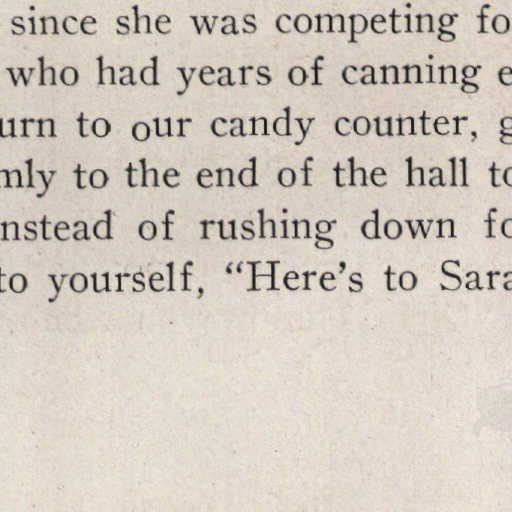 since she was competing fo
who had years of canning e
urn to our candy counter, g
mly to the end of the hall to
nstead of rushing down fo
to yourself, “Here’s to Sara